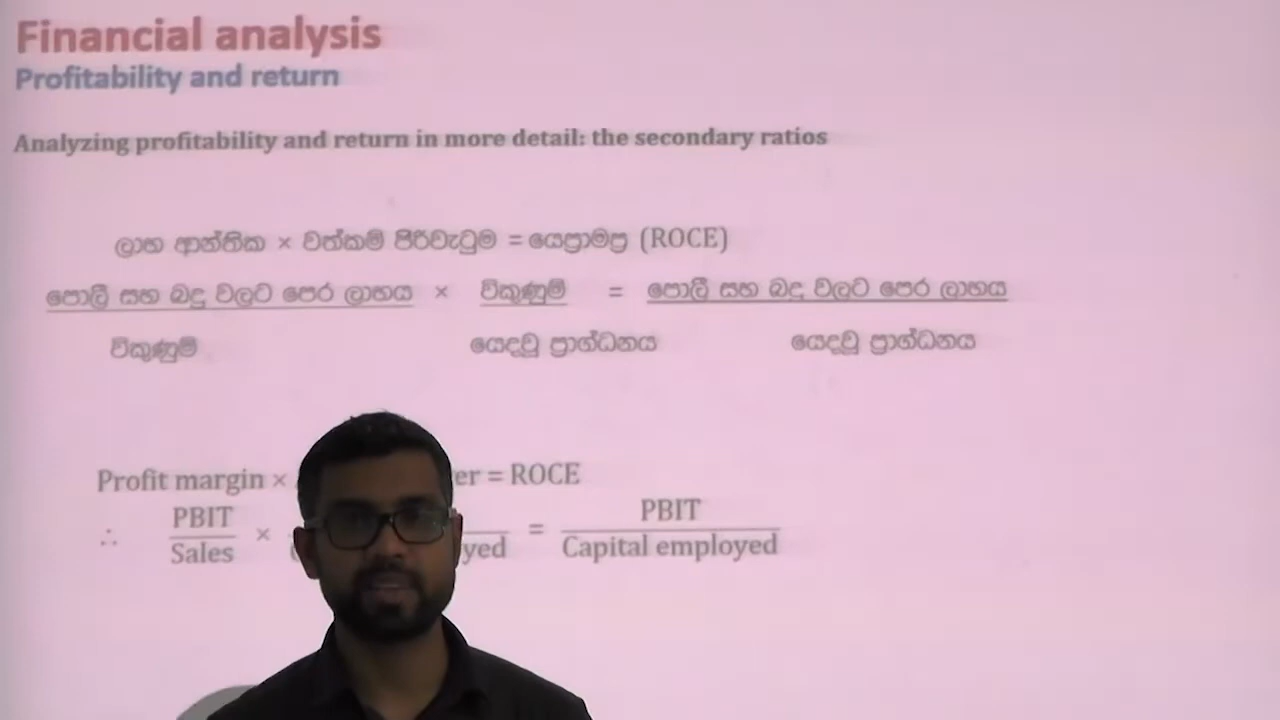 Financial analysis
Profitability and return
Analyzing profitability and return in more detail: the secondary ratios
ලාභ ආන්තික × වත්කම් පිරිවැටුම = යෙප්‍රාමප්‍ර (ROCE)
පොලී සහ බදු වලට පෙර ලාභය × විකුණුම් = පොලී සහ බදු වලට පෙර ලාභය
විකුණුම් යෙදවූ ප්‍රාග්ධනය යෙදවූ ප්‍රාග්ධනය
Profit margin × er = ROCE
∴ PBIT × = PBIT
Sales yed Capital employed